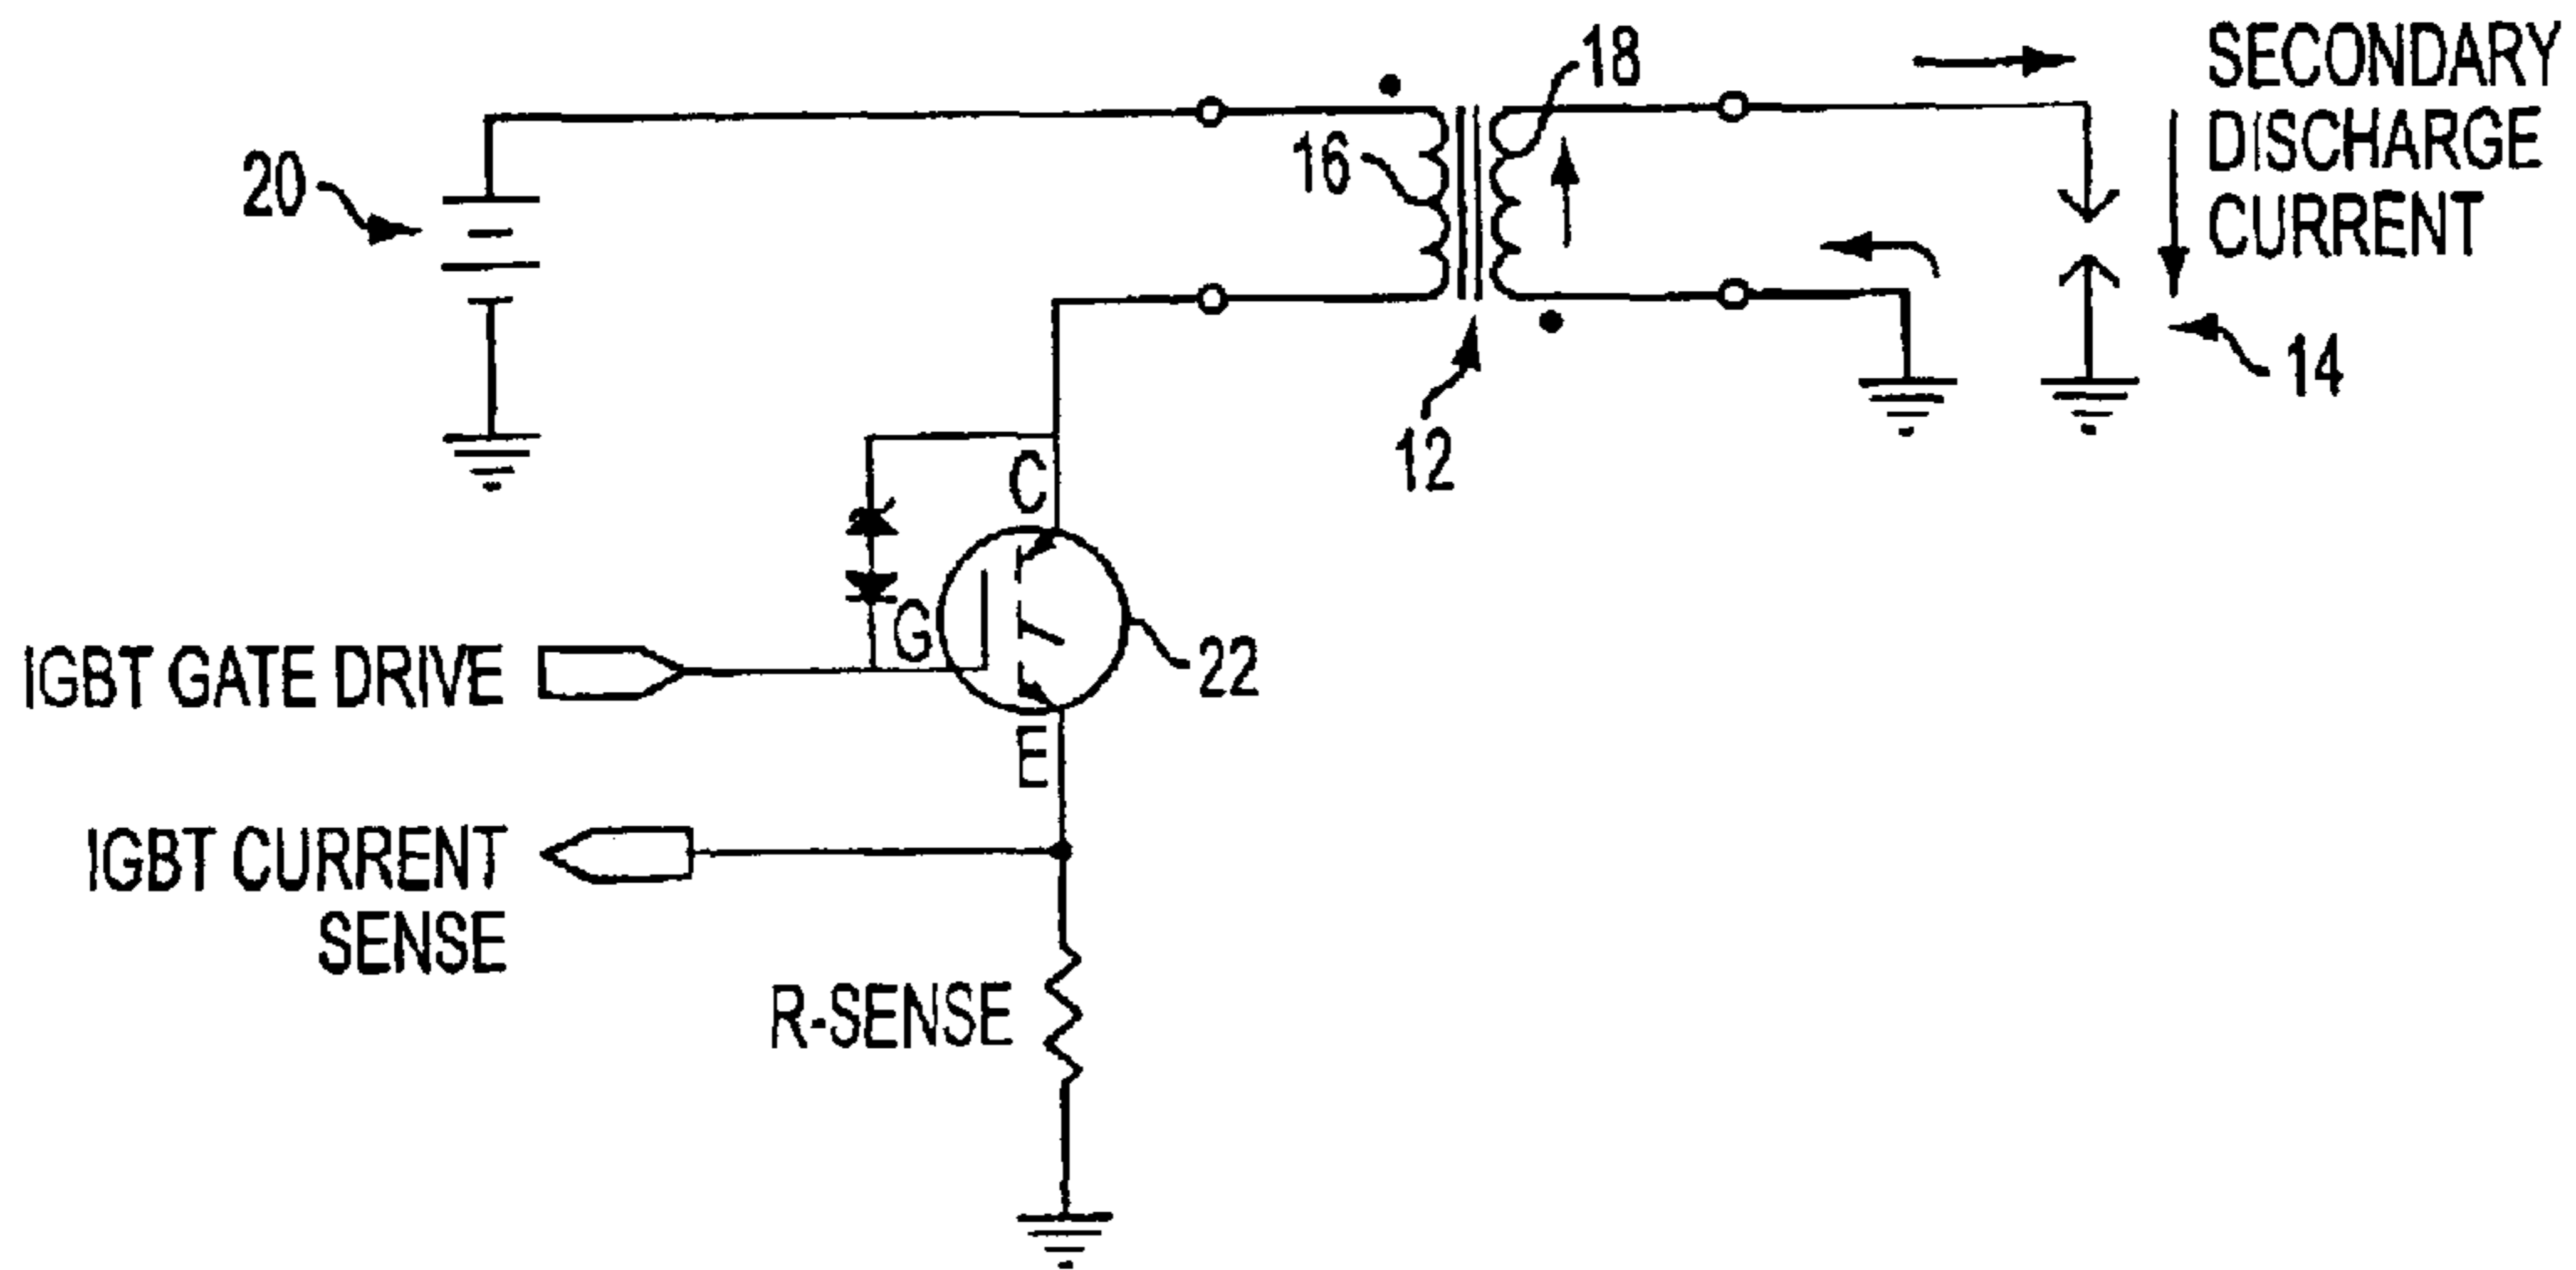 18
SECONDARY
DISCHARGE
CURRENT
16
20
14
12
C
G
22
IGBT GATE DRIVE
E
IGBT CURRENT
SENSE
R-SENSE